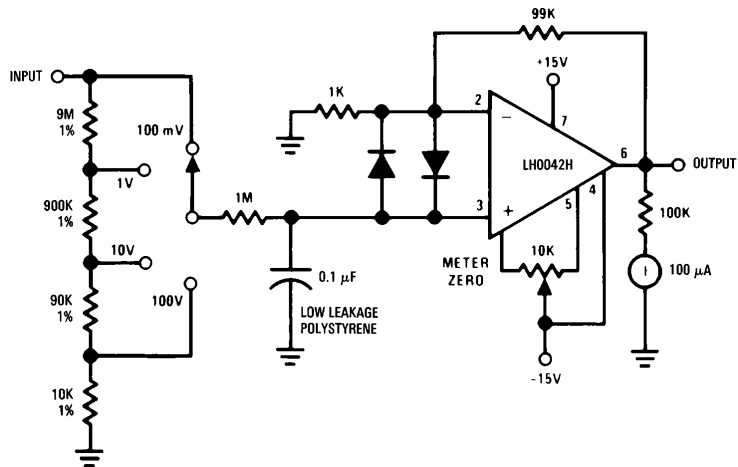 99K
+15V
INPUT
1K
2
7
9M
1%
100 mV
−
LH0042H
6
OUTPUT
1V
4
1M
3
+
5
900K
1%
100K
10V
10K
METER
ZERO
0.1 µF
100 µA
100V
LOW LEAKAGE
POLYSTYRENE
90K
1%
−15V
10K
1%